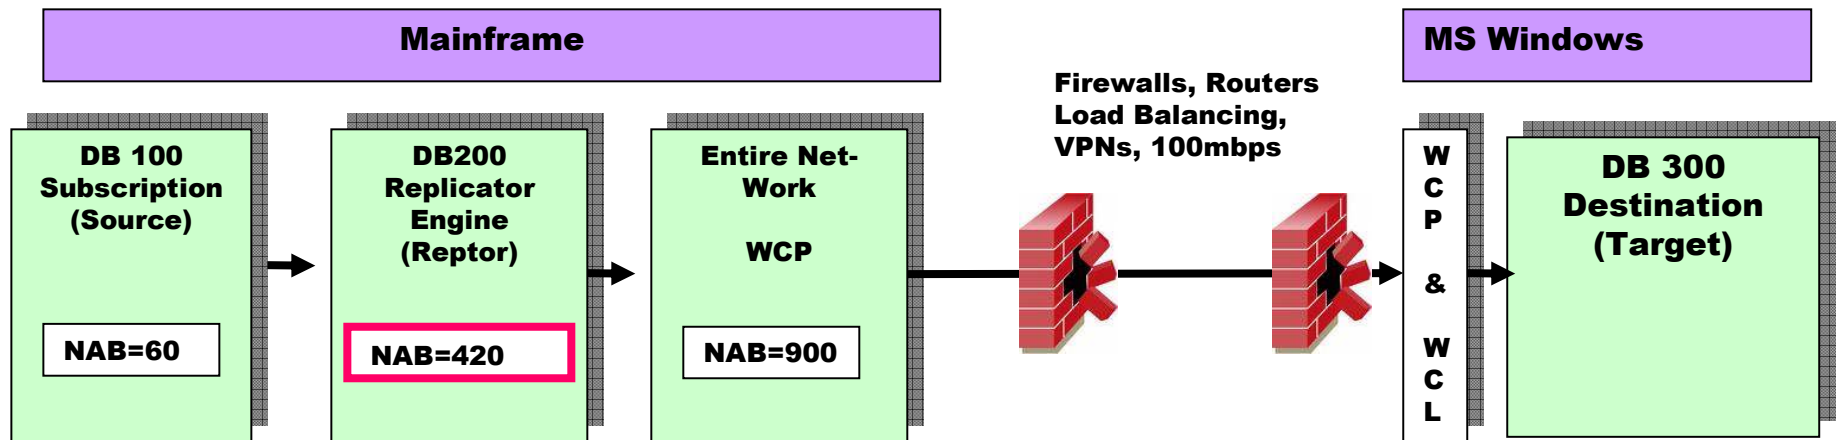 Mainframe
MS Windows
DB 100
Subscription
(Source)
NAB=60
DB200
Replicator
Engine
(Reptor)
NAB=420
Entire Net-
Work
WCP
NAB=900
Firewalls, Routers
Load Balancing,
VPNs, 100mbps
W
C
P
&
W
C
L
DB 300
Destination
(Target)